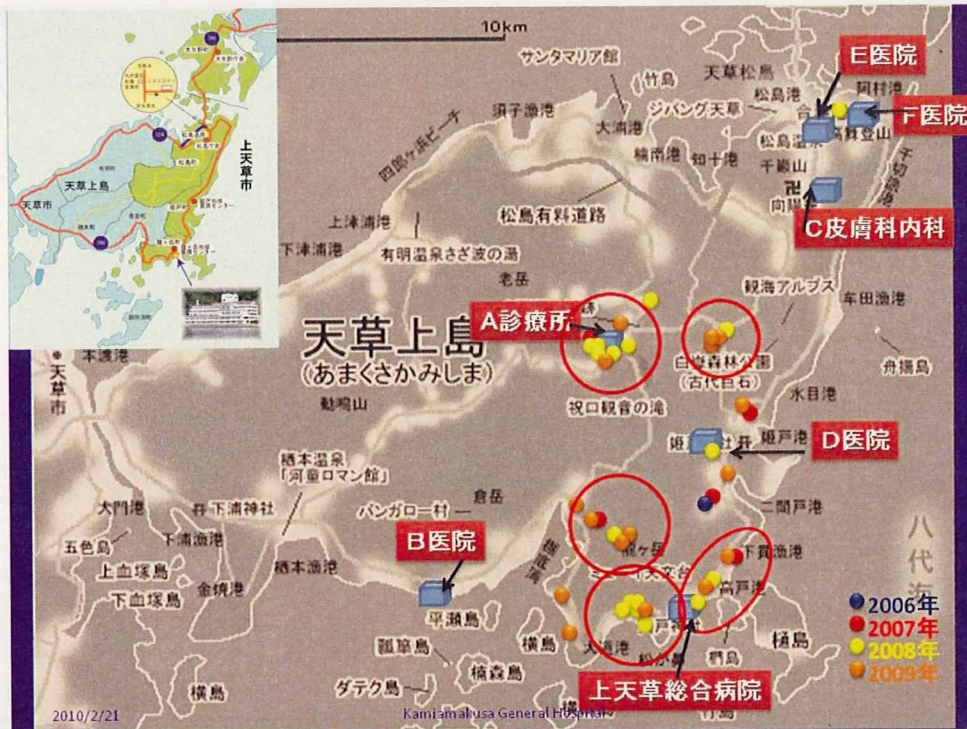 10km
サンタマリア館
竹島
天草松島
E医院
阿村港
松島港
須子漁港
ジパング天草
F医院
大浦港
高舞登山
四郎ヶ浜ビーチ
楠南港
知十港
千巌山
松島有料道路
向陽
C皮膚科内科
上天草市
天草上島
天草市
上津浦港
下津浦港
有明温泉さざ波の湯
老岳
観海アルプス
牟田漁港
A診療所
天草上島
(あまくさかみしま)
白嶽森林公園
(古代巨石)
舟揚島
本渡港
天草市
動鳴山
祝口観音の滝
水目港
姫戸港
D医院
栖本温泉
「河童ロマン館」
倉岳
大門港
下浦神社
バンガロー村
二間戸港
五色島
下浦漁港
B医院
八代海
上血塚島
金焼港
栖本漁港
下貫漁港
下血塚島
高戸港
平瀬島
2006年
2007年
2008年
2009年
瓢箪島
横島
大道港
樋島
楠森島
上天草総合病院
横島
ダテク島
2010/2/21
Kamiamakusa General Hospital